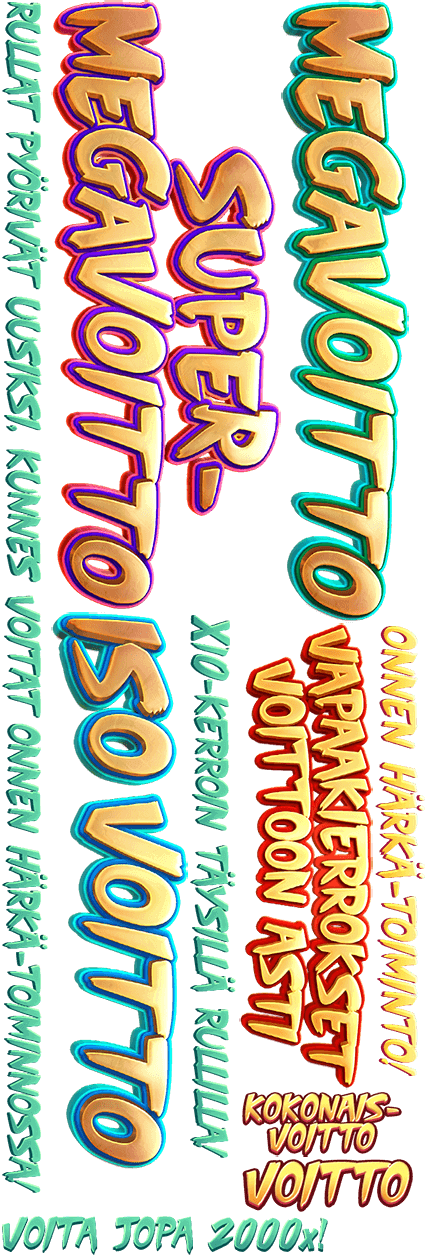 RULLAT PYÖRIVÄT UUSIKSI, KUNNES VOITAT ONNEN HÄRKÄ-TOIMINNOSSA!
SUPER-
MEGAVOITTO
MEGAVOITTO
ISO VOITTO
X10-KERROIN TÄYSILLÄ RULLILLA!
ONNEN HÄRKÄ-TOIMINTO!
VAPAAKIERROKSET
VOITTOON ASTI
KOKONAIS-
VOITTO
VOITTO
VOITA JOPA 2000x!